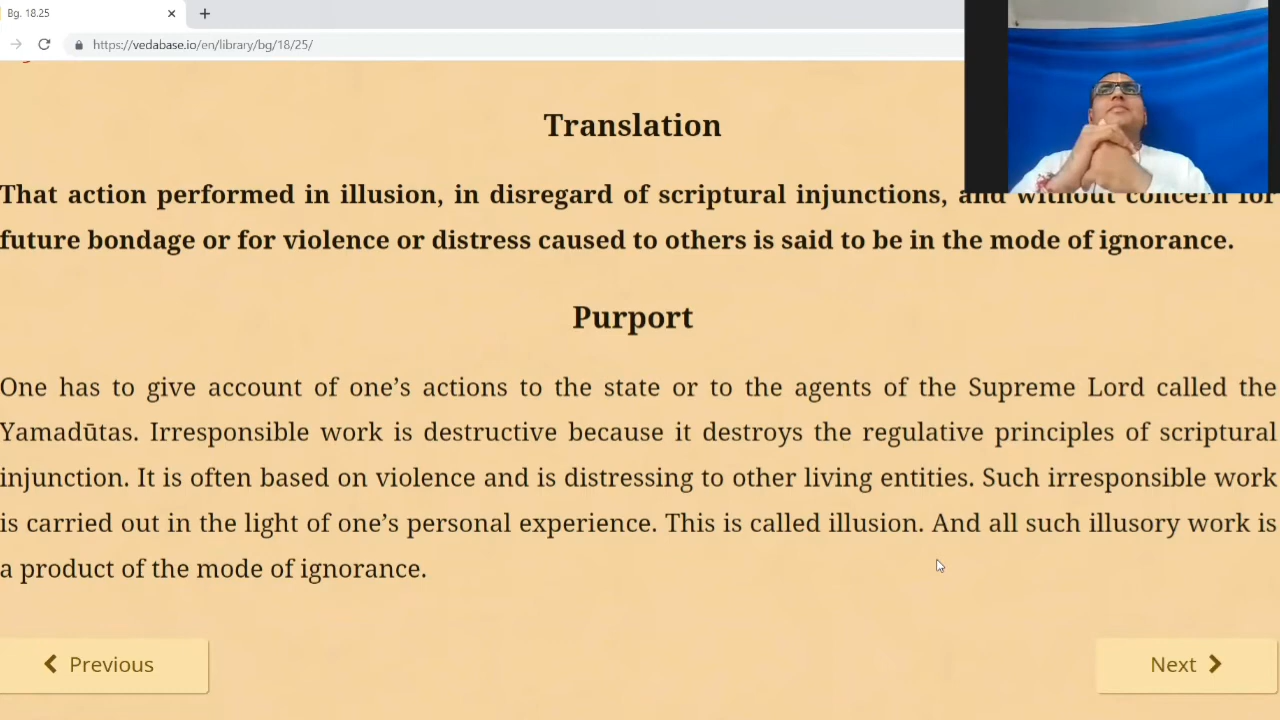 Bg. 18.25
https://vedabase.io/en/library/bg/18/25/
Translation
That action performed in illusion, in disregard of scriptural injunctions, and without concern for
future bondage or for violence or distress caused to others is said to be in the mode of ignorance.
Purport
One has to give account of one’s actions to the state or to the agents of the Supreme Lord called the
Yamadūtas. Irresponsible work is destructive because it destroys the regulative principles of scriptural
injunction. It is often based on violence and is distressing to other living entities. Such irresponsible work
is carried out in the light of one’s personal experience. This is called illusion. And all such illusory work is
a product of the mode of ignorance.
Previous
Next